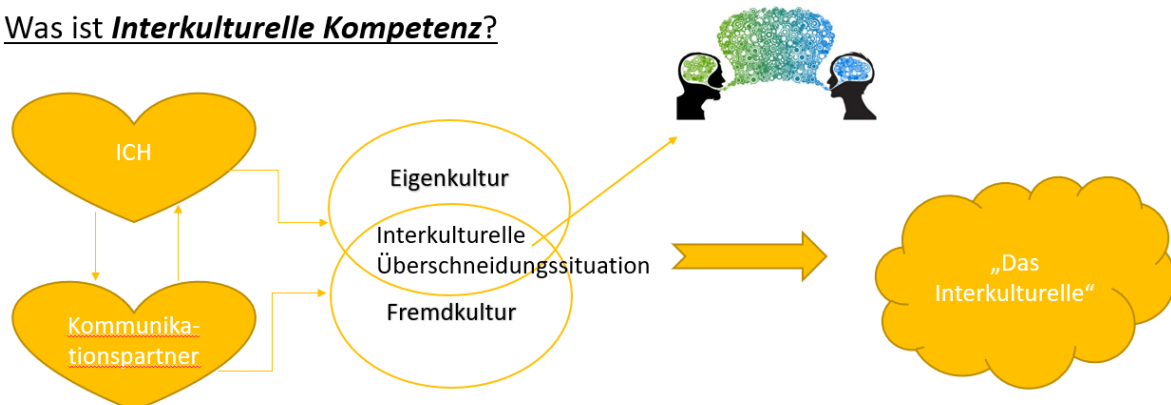 Was ist Interkulturelle Kompetenz?
ICH
Eigenkultur
Interkulturelle
Überschneidungssituation
Fremdkultur
Kommunika-
tionspartner
„Das
Interkulturelle“